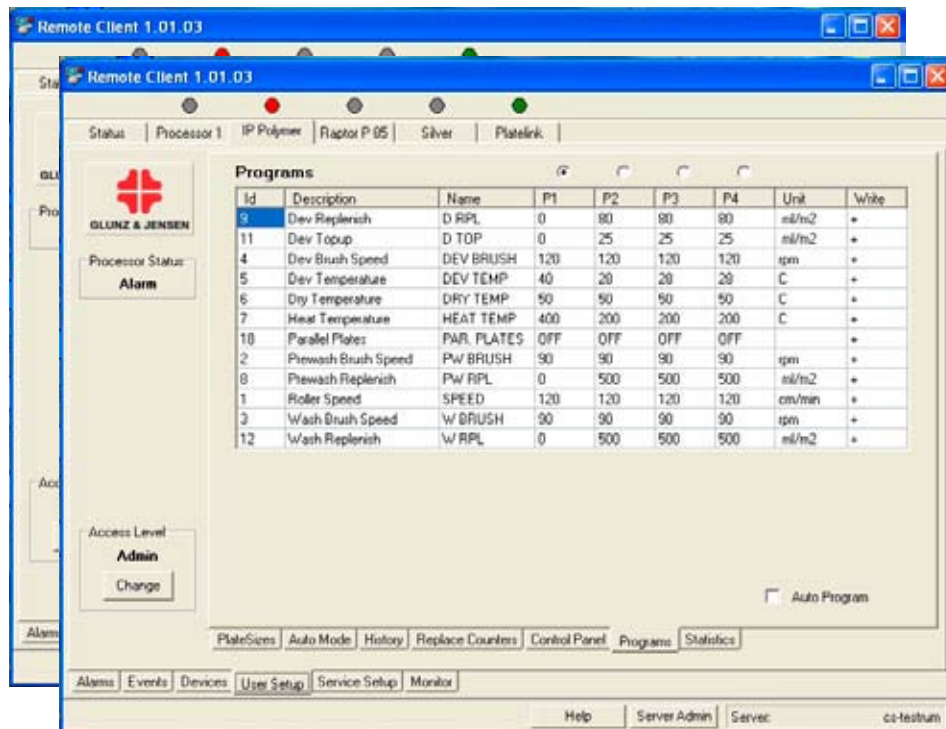 Remote Client 1.01.03
Sta
GLU
Pro
Acc
Alarm
Remote Client 1.01.03
Status Processor 1 IP Polymer Raptor P 85 Silver Platelink
GLUNZ & JENSEN
Processor Status
Alarm
Programs
Id Description Name P1 P2 P3 P4 Unit Write
9 Dev Replenish D RPL 0 80 80 80 ml/m2 +
11 Dev Topup D TOP 0 25 25 25 ml/m2 +
4 Dev Brush Speed DEV BRUSH 120 120 120 120 rpm +
5 Dev Temperature DEV TEMP 40 28 28 28 C +
6 Dry Temperature DRY TEMP 50 50 50 50 C +
7 Heat Temperature HEAT TEMP 400 200 200 200 C +
18 Parallel Plates PAR. PLATES OFF OFF OFF OFF +
2 Prewash Brush Speed PW BRUSH 90 90 90 90 rpm +
8 Prewash Replenish PW RPL 0 500 500 500 ml/m2 +
1 Roller Speed SPEED 120 120 120 120 cm/min +
3 Wash Brush Speed W BRUSH 90 90 90 90 rpm +
12 Wash Replenish W RPL 0 500 500 500 ml/m2 +
Access Level
Admin
Change
Auto Program
PlateSizes Auto Mode History Replace Counters Control Panel Programs Statistics
Alarms Events Devices User Setup Service Setup Monitor
Help Server Admin Server: cs-testrum